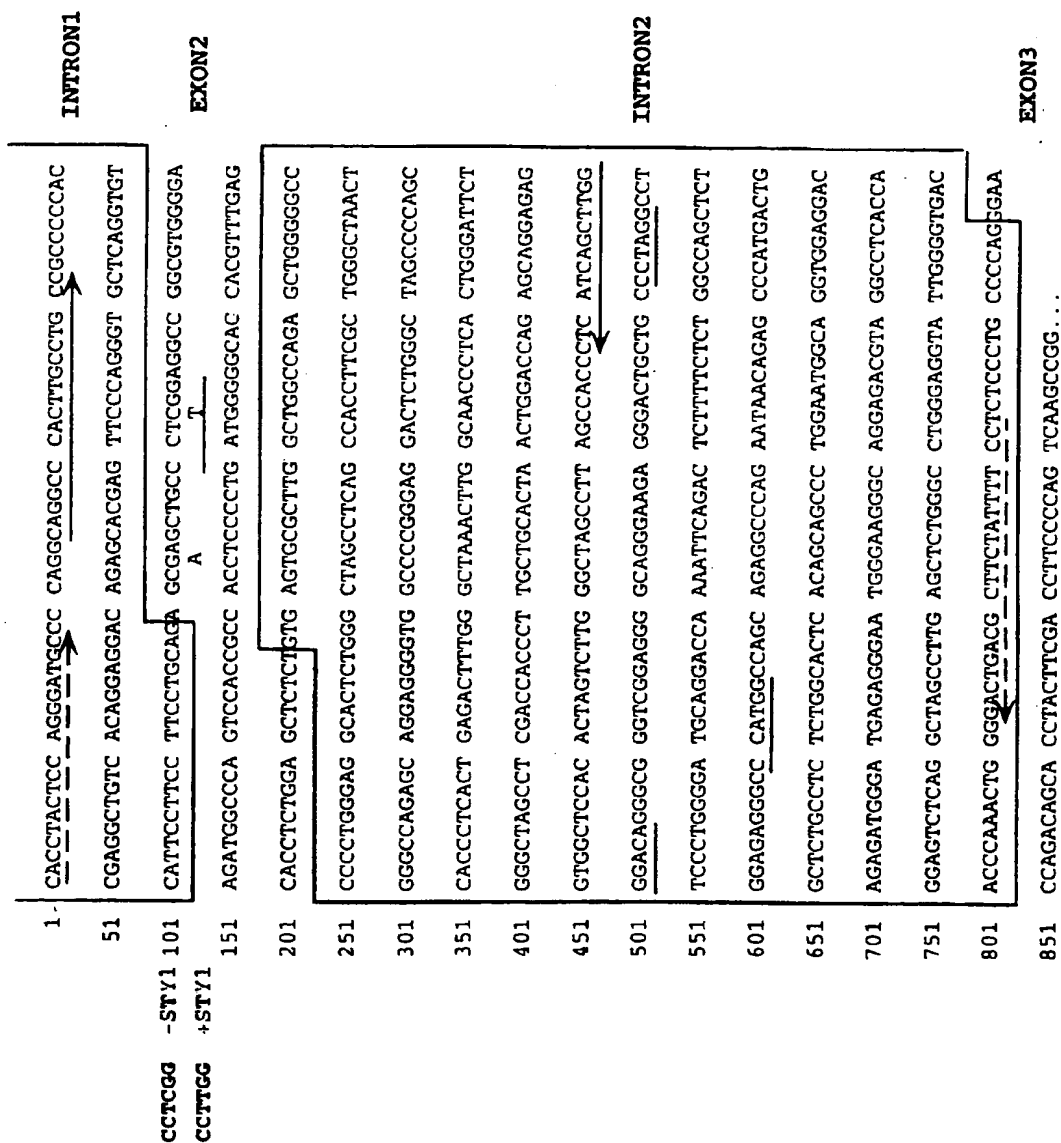 1- CACCTACTCC AGGGATGCCC CAGGCAGGCC CACTTGCCTG CCGCCCCCAC INTRON1
51 CGAGGCTGTC ACAGGAGGAC AGAGCACGAG TTCCCAGGGT GCTCAGGTGT
CCTCGG -STY1 101 CATTCCTTCC TTCCTGCAGA GCGAGCTGCC CTCGGAGGCC GGCGTGGGGA
CCTTGG +STY1 A T EXON2
151 AGATGGCCCA GTCCACCGCC ACCTCCCCTG ATGGGGGCAC CACGTTTGAG
201 CACCTCTGGA GCTCTCTGTG AGTGCGCTTG GCTGGCCAGA GCTGGGGGCC
251 CCCCTGGGAG GCACTCTGGG CTAGCCTCAG CCACCTTCGC TGGGCTAACT
301 GGGCCAGAGC AGGAGGGGTG GCCCCGGGAG GACTCTGGGC TAGCCCCAGC
351 CACCCTCACT GAGACTTTGG GCTAAACTTG GCAACCCTCA CTGGGATTCT
401 GGGCTAGCCT CGACCACCCT TGCTGCACTA ACTGGACCAG AGCAGGAGAG
451 GTGGCTCCAC ACTAGTCTTG GGCTAGCCTT AGCCACCCTC ATCAGCTTGG
501 GGACAGGGCG GGTCGGAGGG GCAGGGAAGA GGGACTGCTG CCCTAGGCCT INTRON2
551 TCCCTGGGGA TGCAGGACCA AAATTCAGAC TCTTTTCTCT GGCCAGCTCT
601 GGAGAGGGCC CATGGCCAGC AGAGGCCCAG AATAACAGAG CCCATGACTG
651 GCTCTGCCTC TCTGGCACTC ACAGCAGCCC TGGAATGGCA GGTGGAGGAC
701 AGAGATGGGA TGAGAGGGAA TGGGAAGGGC AGGAGACGTA GGCCTCACCA
751 GGAGTCTCAG GCTAGCCTTG AGCTCTGGGC CTGGGAGGTA TTGGGGTGAC
801 ACCCAAACTG GGGACTGACG CTTCTATTTT CCTCTCCCTG CCCCAGGGAA
851 CCAGACAGCA CCTACTTCGA CCTTCCCCAG TCAAGCCGG... EXON3